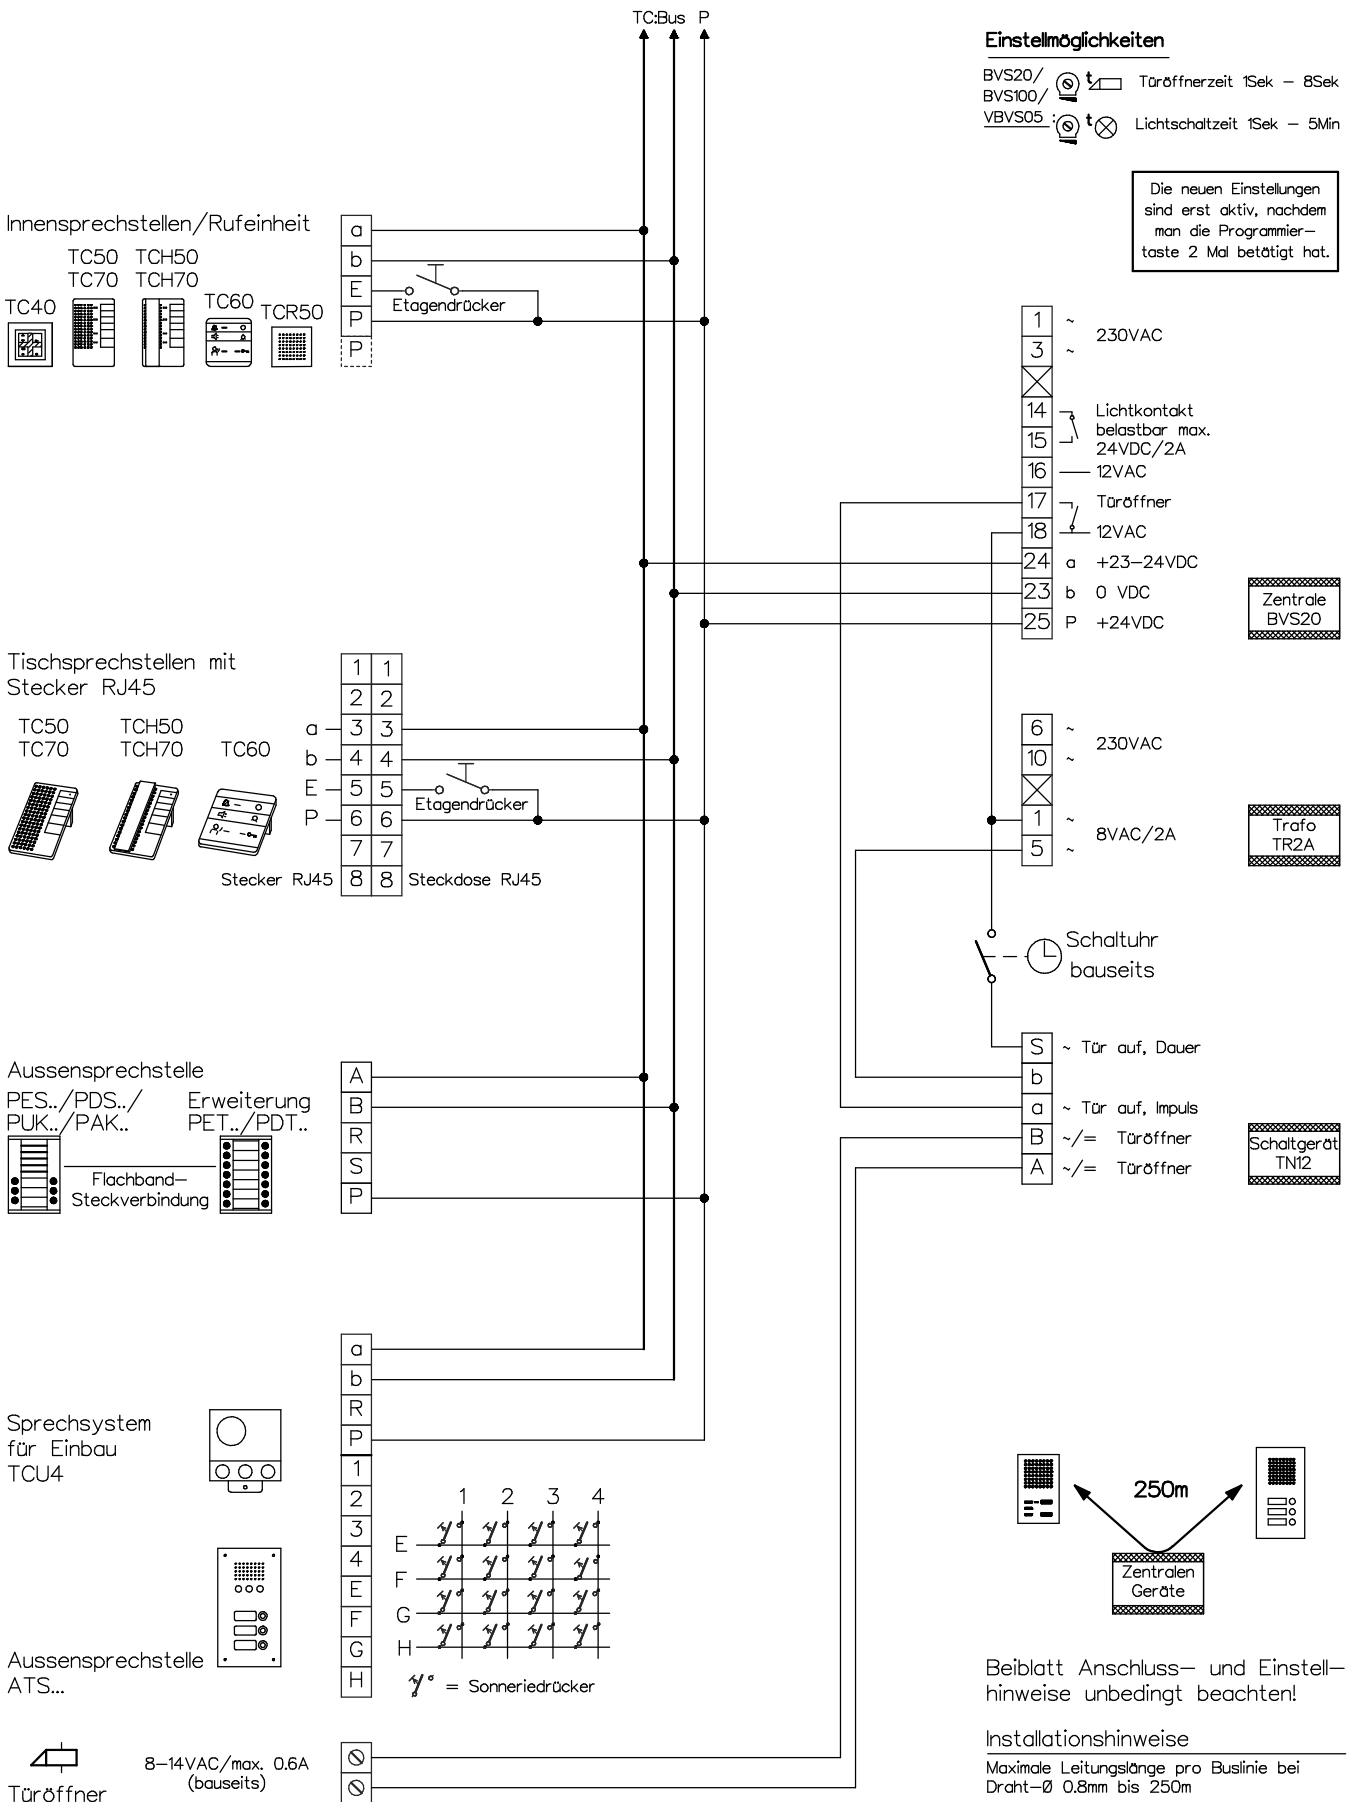 TC:Bus P
Einstellmöglichkeiten
BVS20/
BVS100/
VBVS05 :
t Türöffnerzeit 1Sek – 8Sek
t Lichtschaltzeit 1Sek – 5Min
Die neuen Einstellungen
sind erst aktiv, nachdem
man die Programmier–
taste 2 Mal betätigt hat.
Innensprechstellen/Rufeinheit
TC50 TCH50
TC70 TCH70
TC40
TC60
TCR50
a
b
E
P
P
Etagendrücker
1 ~
230VAC
3 ~
14
15
Lichtkontakt
belastbar max.
24VDC/2A
16 12VAC
17 Türöffner
18 12VAC
24 a +23–24VDC
23 b 0 VDC
25 P +24VDC
Zentrale
BVS20
Tischsprechstellen mit
Stecker RJ45
TC50 TCH50
TC70 TCH70 TC60
1 1
2 2
a 3 3
b 4 4
E 5 5
P 6 6
7 7
8 8
Etagendrücker
Stecker RJ45
Steckdose RJ45
6 ~
230VAC
10 ~
1 ~
8VAC/2A
5 ~
Trafo
TR2A
Schaltuhr
bauseits
S ~ Tür auf, Dauer
b
a ~ Tür auf, Impuls
B ~/= Türöffner
A ~/= Türöffner
Schaltgerät
TN12
Aussensprechstelle
PES../PDS../ Erweiterung
PUK../PAK.. PET../PDT..
Flachband–
Steckverbindung
A
B
R
S
P
Sprechsystem
für Einbau
TCU4
a
b
R
P
1
2
3
4
E
F
G
H
1 2 3 4
E
F
G
H
= Sonneriedrücker
Aussensprechstelle
ATS...
250m
Zentralen
Geräte
Beiblatt Anschluss– und Einstell–
hinweise unbedingt beachten!
Installationshinweise
Maximale Leitungslänge pro Buslinie bei
Draht–Ø 0.8mm bis 250m
8–14VAC/max. 0.6A
(bauseits)
Türöffner